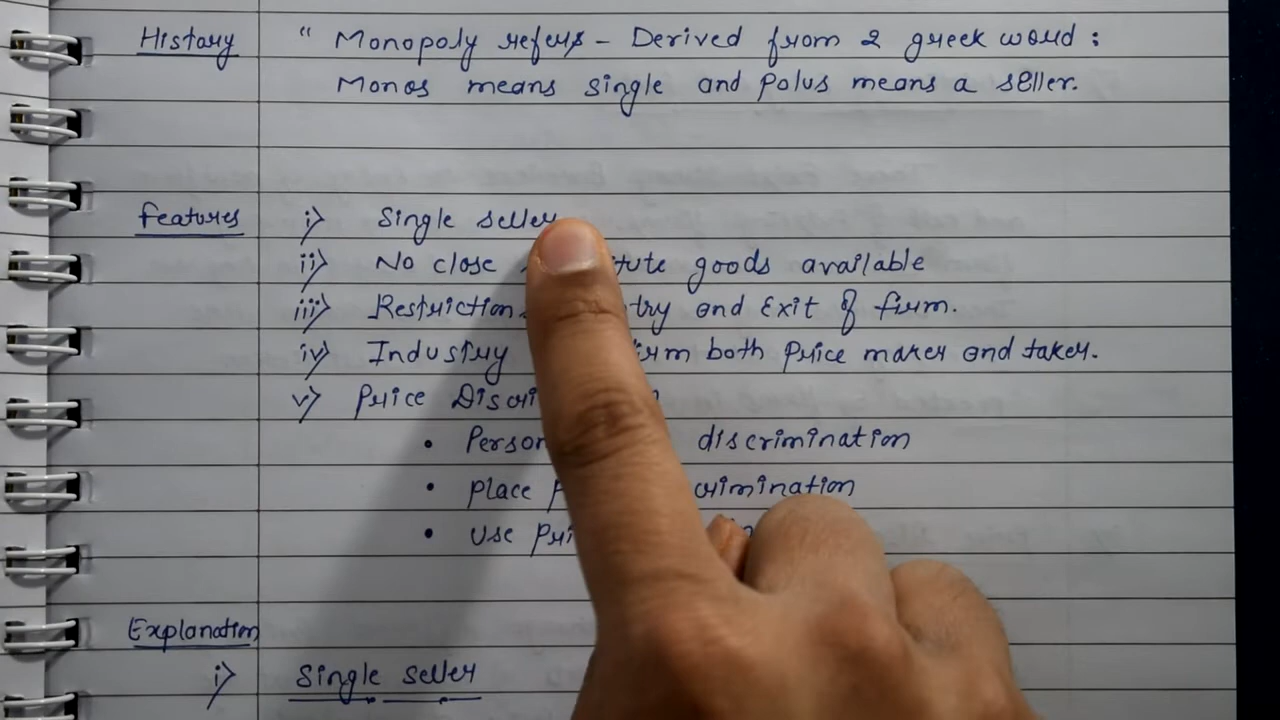 History " Monopoly refers - Derived from 2 greek word :
Monos means single and Polus means a seller.
Features i) Single seller
ii) No close goods available
iii) Restriction and Exit of firm.
iv) Industry both Price maker and taker.
v) Price
• discrimination
• Place
• Use
Explanation
i) Single seller